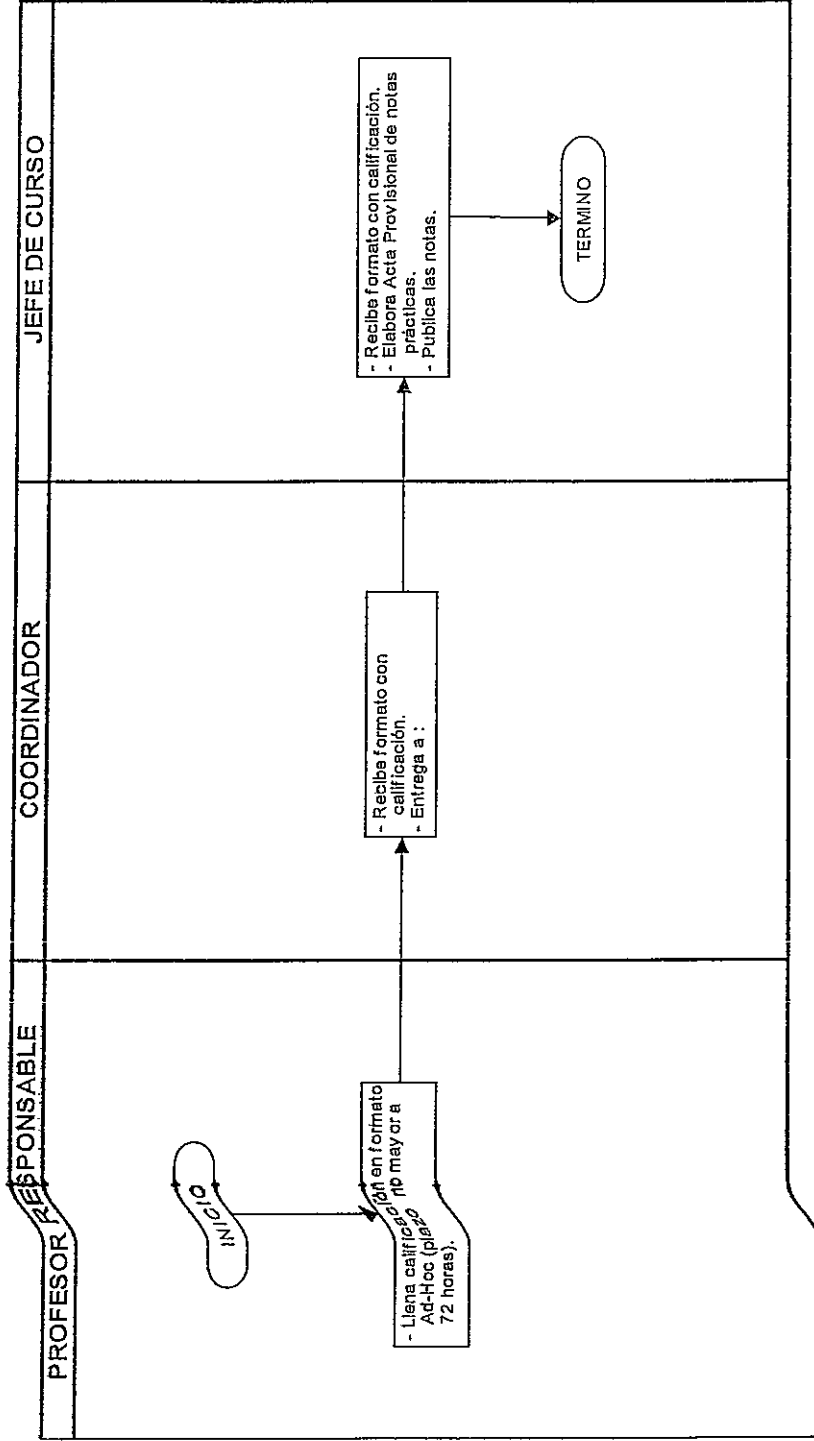 PROFESOR RESPONSABLE
COORDINADOR
JEFE DE CURSO
INICIO
- Llena calificación en formato
Ad-Hoc (plazo no mayor a
72 horas).
- Recibe formato con
calificación.
- Entrega a :
- Recibe formato con calificación.
- Elabora Acta Provisional de notas
prácticas.
- Publica las notas.
TERMINO